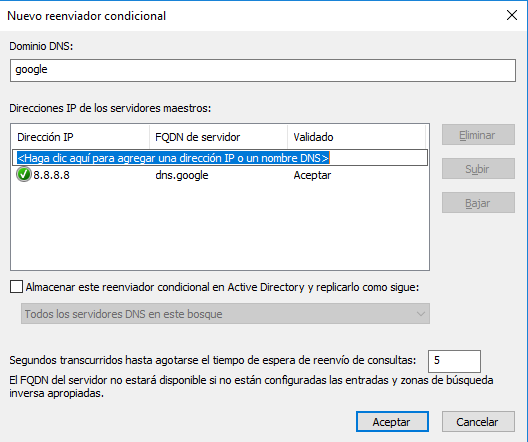 Nuevo reenviador condicional
Dominio DNS:
google
Direcciones IP de los servidores maestros:
Dirección IP FQDN de servidor Validado
<Haga clic aquí para agregar una dirección IP o un nombre DNS>
8.8.8.8 dns.google Aceptar
Eliminar
Subir
Bajar
Almacenar este reenviador condicional en Active Directory y replicarlo como sigue:
Todos los servidores DNS en este bosque
Segundos transcurridos hasta agotarse el tiempo de espera de reenvío de consultas: 5
El FQDN del servidor no estará disponible si no están configuradas las entradas y zonas de búsqueda
inversa apropiadas.
Aceptar Cancelar